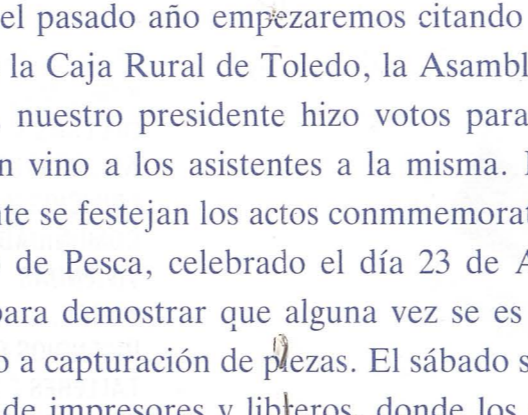 el pasado año empezaremos citando
la Caja Rural de Toledo, la Asambl
nuestro presidente hizo votos para
n vino a los asistentes a la misma.
te se festejan los actos conmmemorat
de Pesca, celebrado el día 23 de A
para demostrar que alguna vez se es
o a capturación de piezas. El sábado s
de impresores y libreros, donde los